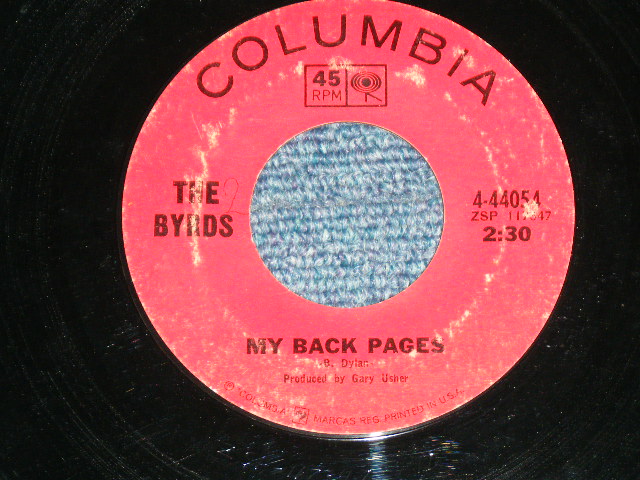 COLUMBIA
45
RPM
THE
BYRDS
4-44054
ZSP
2:30
MY BACK PAGES
B. Dylan
Produced by Gary Usher
MARCAS REG. PRINTED IN U.S.A.